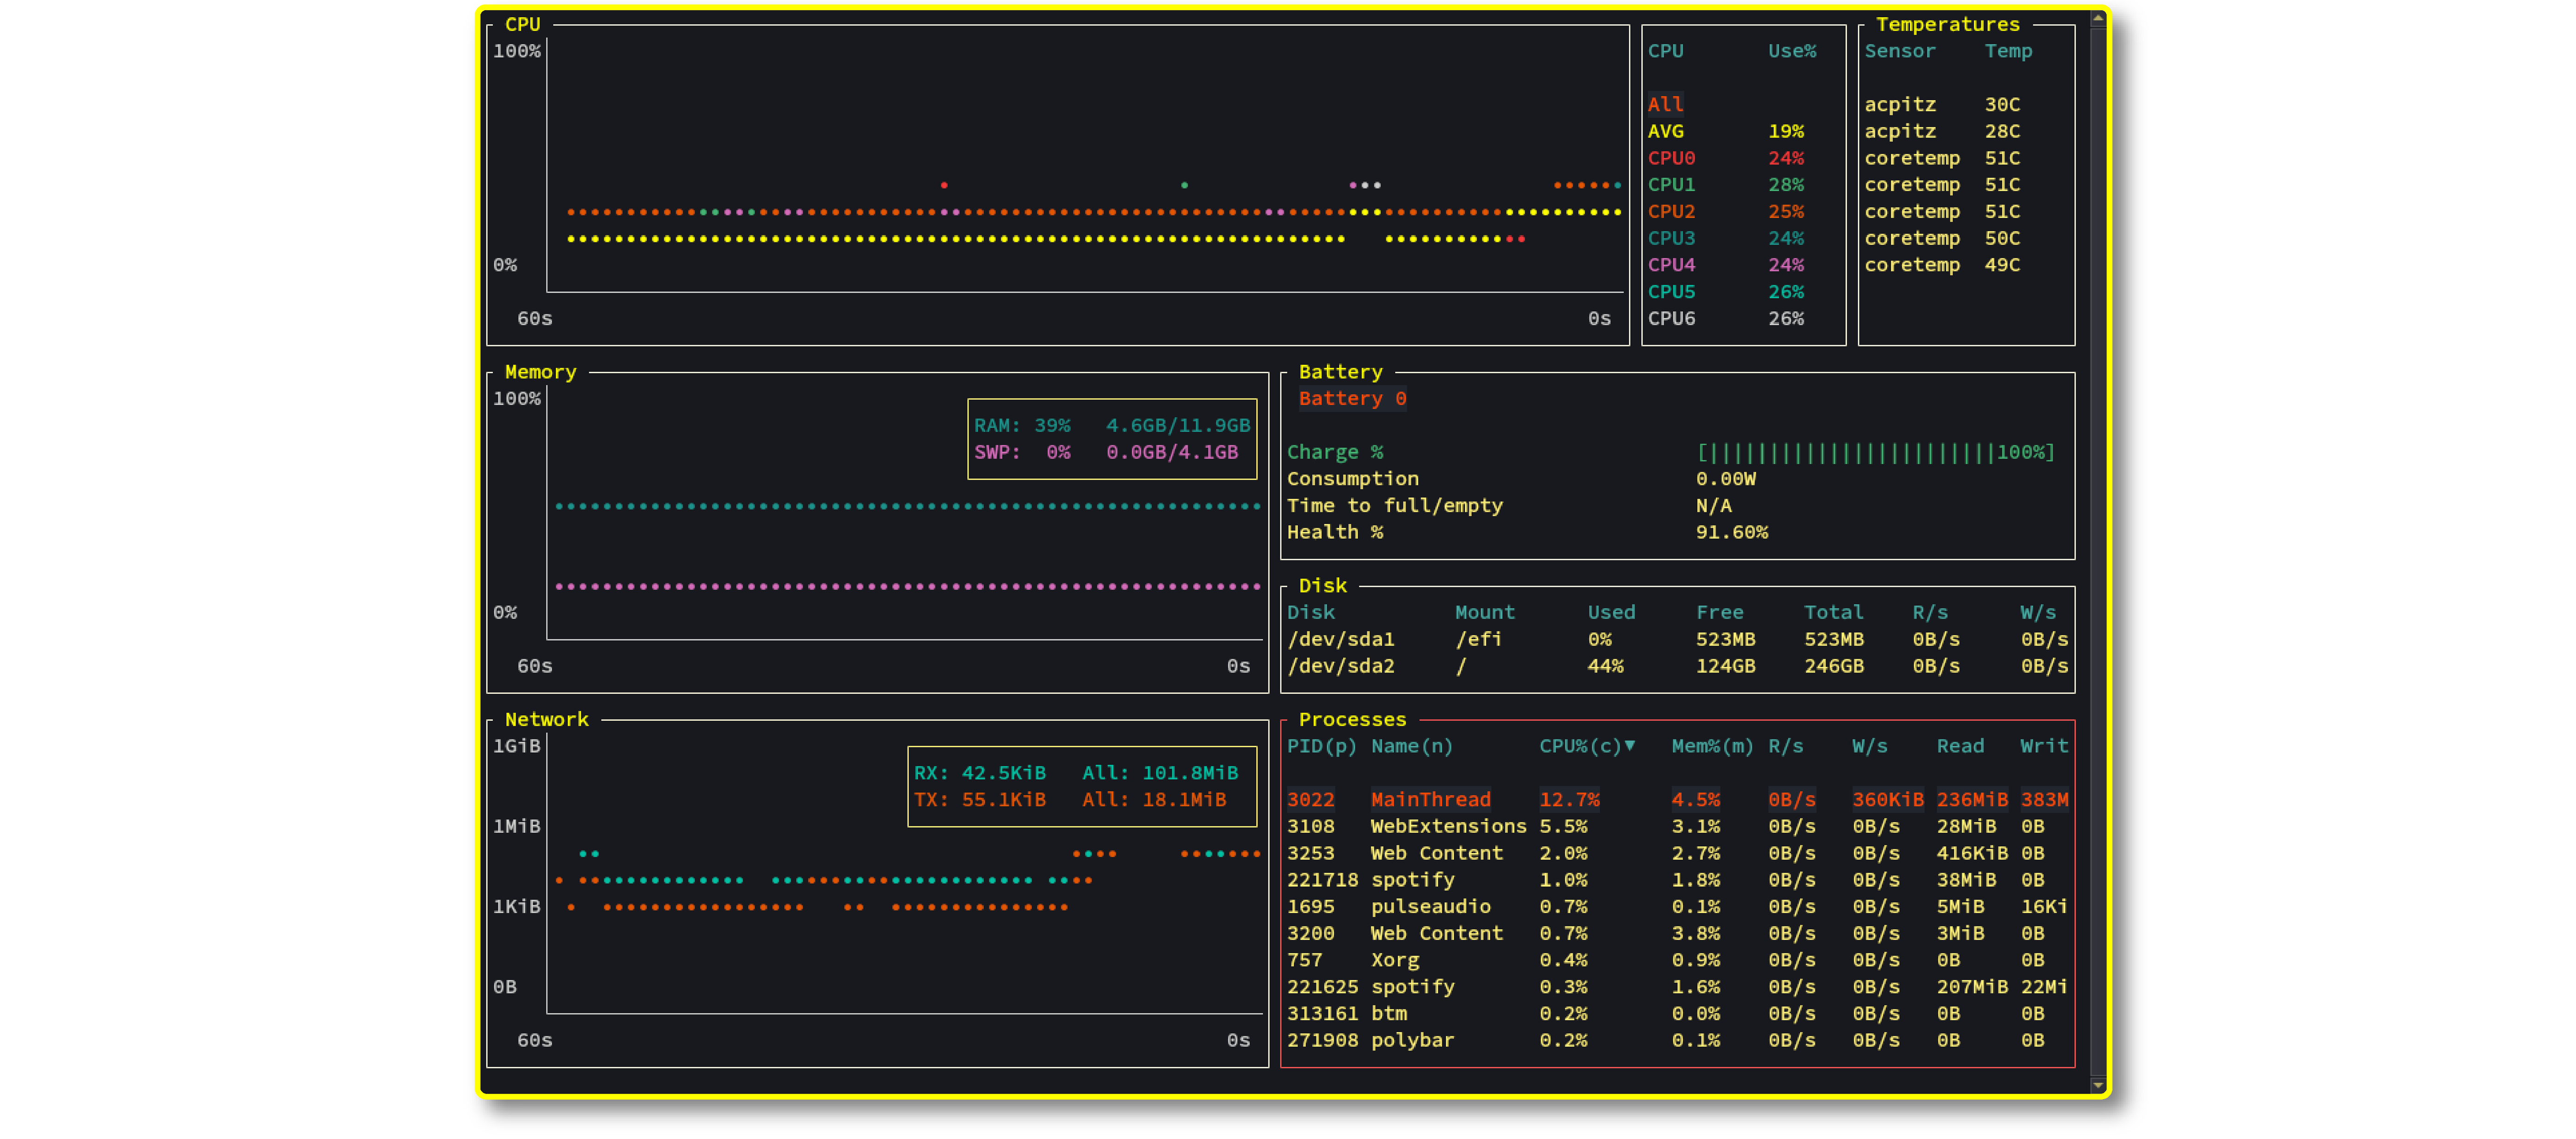 CPU
100%
0%
60s 0s
CPU Use%
All
AVG 19%
CPU0 24%
CPU1 28%
CPU2 25%
CPU3 24%
CPU4 24%
CPU5 26%
CPU6 26%
Temperatures
Sensor Temp
acpitz 30C
acpitz 28C
coretemp 51C
coretemp 51C
coretemp 51C
coretemp 50C
coretemp 49C
Memory
100%
RAM: 39% 4.6GB/11.9GB
SWP: 0% 0.0GB/4.1GB
0%
60s 0s
Battery
Battery 0
Charge % [||||||||||||||||||||||||100%]
Consumption 0.00W
Time to full/empty N/A
Health % 91.60%
Disk
Disk Mount Used Free Total R/s W/s
/dev/sda1 /efi 0% 523MB 523MB 0B/s 0B/s
/dev/sda2 / 44% 124GB 246GB 0B/s 0B/s
Network
1GiB
RX: 42.5KiB All: 101.8MiB
TX: 55.1KiB All: 18.1MiB
1MiB
1KiB
0B
60s 0s
Processes
PID(p) Name(n) CPU%(c)▼ Mem%(m) R/s W/s Read Writ
3022 MainThread 12.7% 4.5% 0B/s 360KiB 236MiB 383M
3108 WebExtensions 5.5% 3.1% 0B/s 0B/s 28MiB 0B
3253 Web Content 2.0% 2.7% 0B/s 0B/s 416KiB 0B
221718 spotify 1.0% 1.8% 0B/s 0B/s 38MiB 0B
1695 pulseaudio 0.7% 0.1% 0B/s 0B/s 5MiB 16Ki
3200 Web Content 0.7% 3.8% 0B/s 0B/s 3MiB 0B
757 Xorg 0.4% 0.9% 0B/s 0B/s 0B 0B
221625 spotify 0.3% 1.6% 0B/s 0B/s 207MiB 22Mi
313161 btm 0.2% 0.0% 0B/s 0B/s 0B 0B
271908 polybar 0.2% 0.1% 0B/s 0B/s 0B 0B